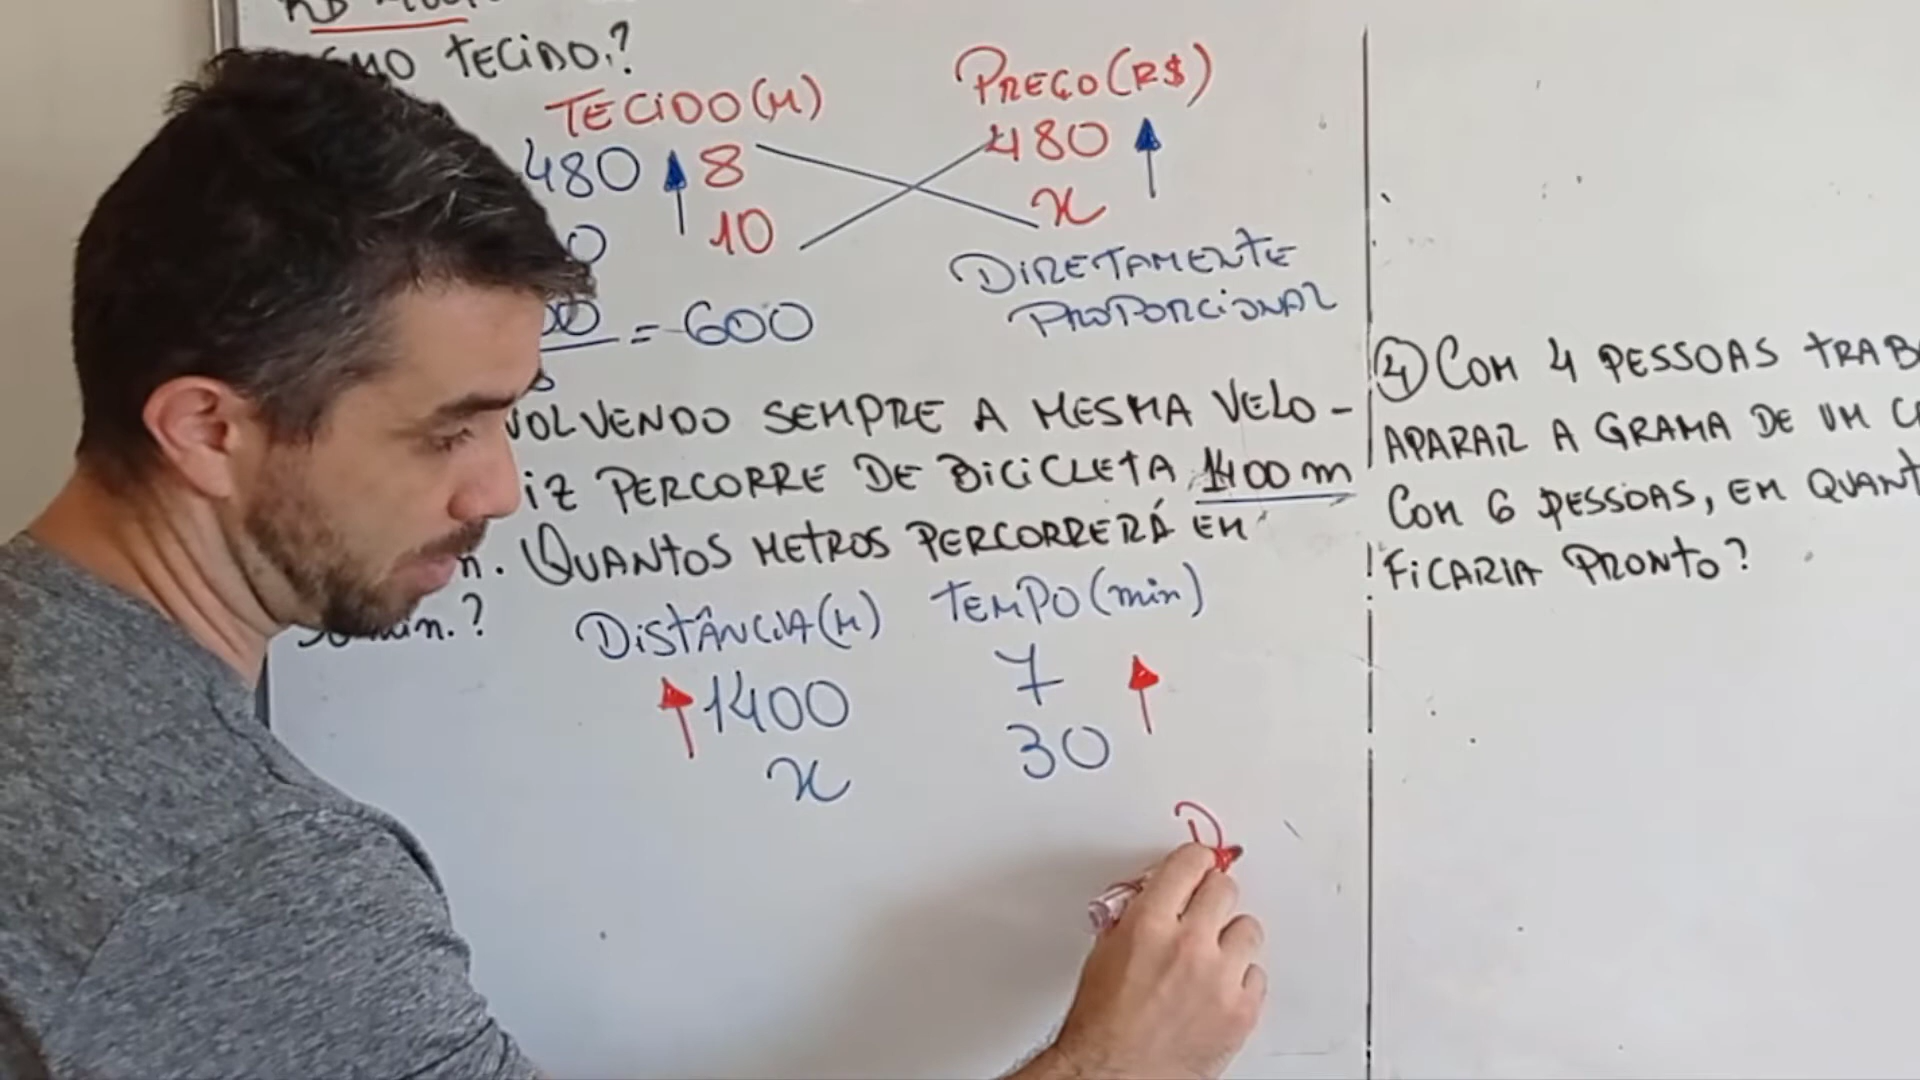 TECIDO?
TECIDO(M) PREÇO(R$)
480 8 480
10 x
DIRETAMENTE
PROPORCIONAL
= 600
VOLVENDO SEMPRE A MESMA VELO-
iZ PERCORRE DE BICICLETA 1400 m
n. QUANTOS METROS PERCORRERÁ EM
30 min.?
DISTÂNCIA(M) TEMPO(min)
1400 7
x 30
D
④ COM 4 PESSOAS TRAB
APARAR A GRAMA DE UM C
COM 6 PESSOAS, EM QUANT
FICARIA PRONTO?